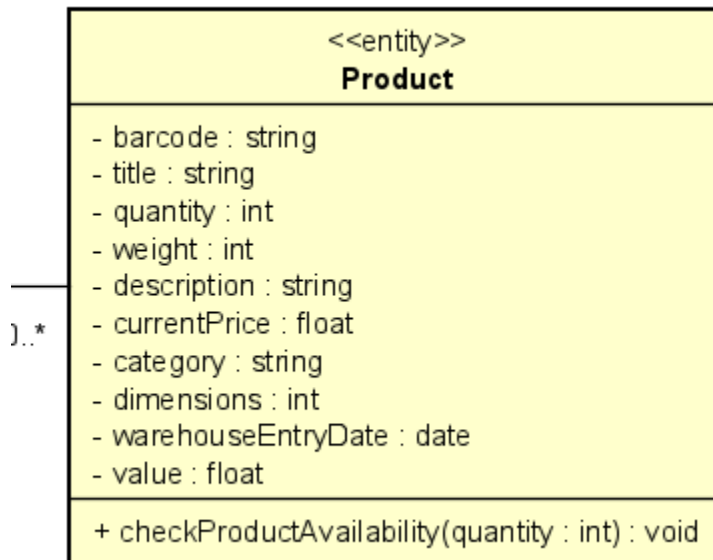 <<entity>>
Product
- barcode : string
- title : string
- quantity : int
- weight : int
- description : string
- currentPrice : float
0..*
- category : string
- dimensions : int
- warehouseEntryDate : date
- value : float
+ checkProductAvailability(quantity : int) : void